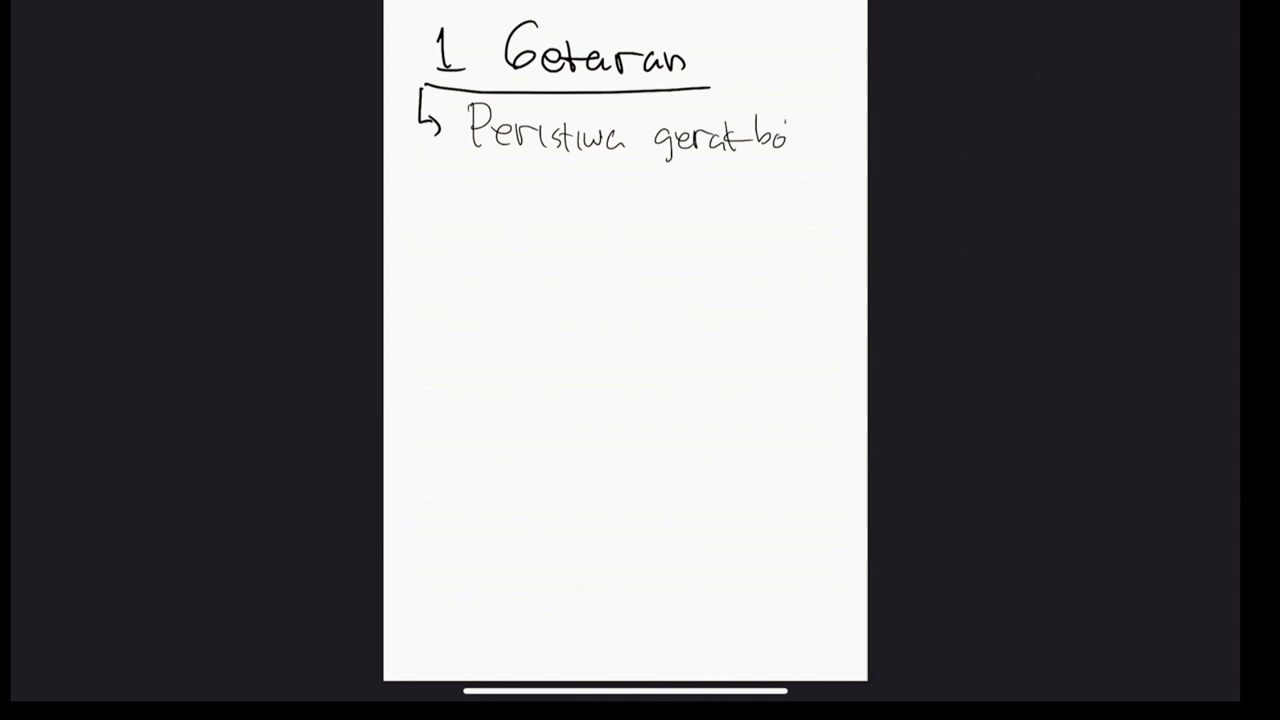 1 Getaran
↳ Peristiwa gerak bo